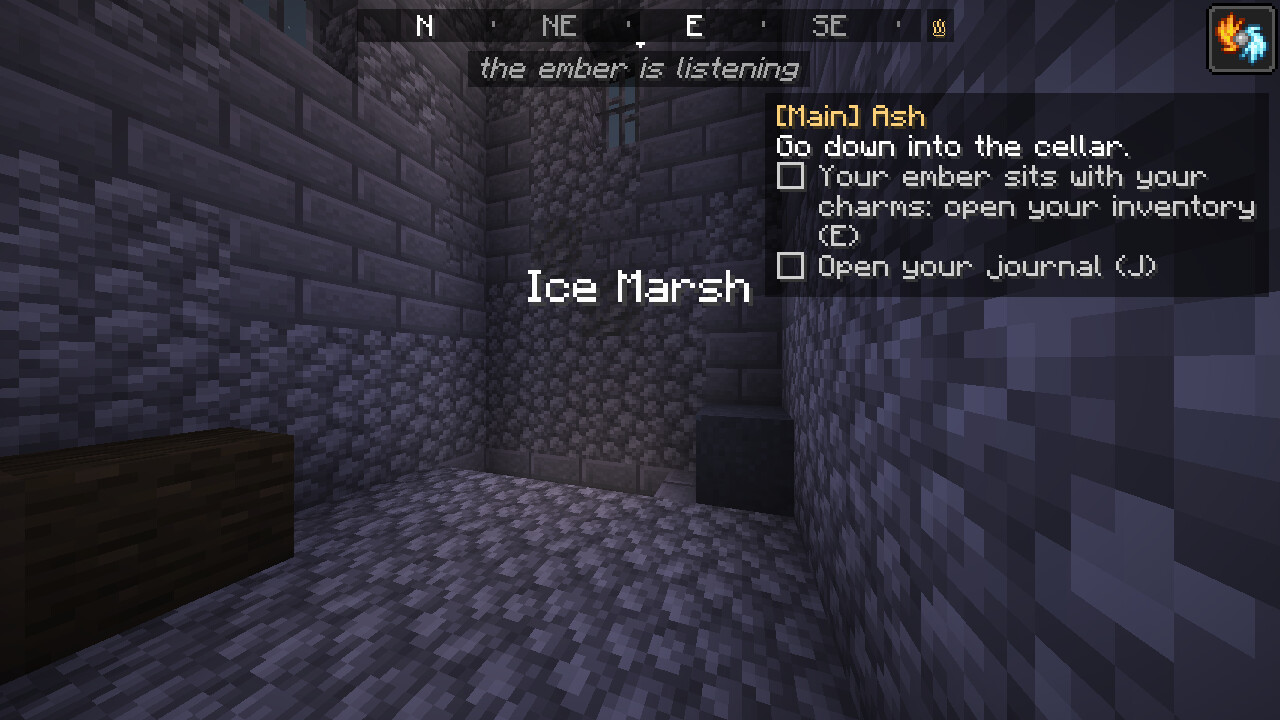 N · NE · E · SE ·
the ember is listening
[Main] Ash
Go down into the cellar.
Your ember sits with your
charms: open your inventory
(E)
Open your journal (J)
Ice Marsh